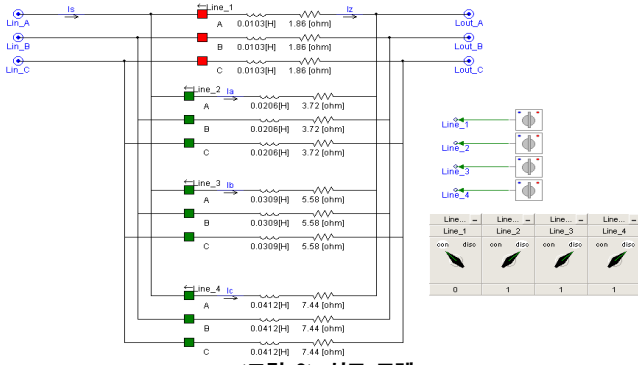 Is
Line_1
Iz
Lin_A
A
0.0103[H]
1.86 [ohm]
Lout_A
Lin_B
B
0.0103[H]
1.86 [ohm]
Lout_B
Lin_C
C
0.0103[H]
1.86 [ohm]
Lout_C
Line_2
Ia
A
0.0206[H]
3.72 [ohm]
B
0.0206[H]
3.72 [ohm]
C
0.0206[H]
3.72 [ohm]
Line_3
Ib
A
0.0309[H]
5.58 [ohm]
B
0.0309[H]
5.58 [ohm]
C
0.0309[H]
5.58 [ohm]
Line_4
Ic
A
0.0412[H]
7.44 [ohm]
B
0.0412[H]
7.44 [ohm]
C
0.0412[H]
7.44 [ohm]
Line_1
Line_2
Line_3
Line_4
Line... Line... Line... Line...
Line_1 Line_2 Line_3 Line_4
con disc con disc con disc con disc
0 1 1 1